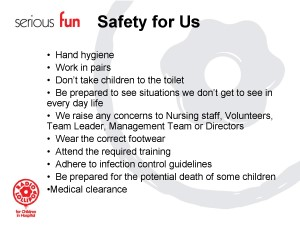 serious fun
Safety for Us
• Hand hygiene
• Work in pairs
• Don't take children to the toilet
• Be prepared to see situations we don't get to see in
every day life
• We raise any concerns to Nursing staff, Volunteers,
Team Leader, Management Team or Directors
• Wear the correct footwear
• Attend the required training
• Adhere to infection control guidelines
• Be prepared for the potential death of some children
•Medical clearance
RADIO LOLLIPOP
for Children
in Hospital